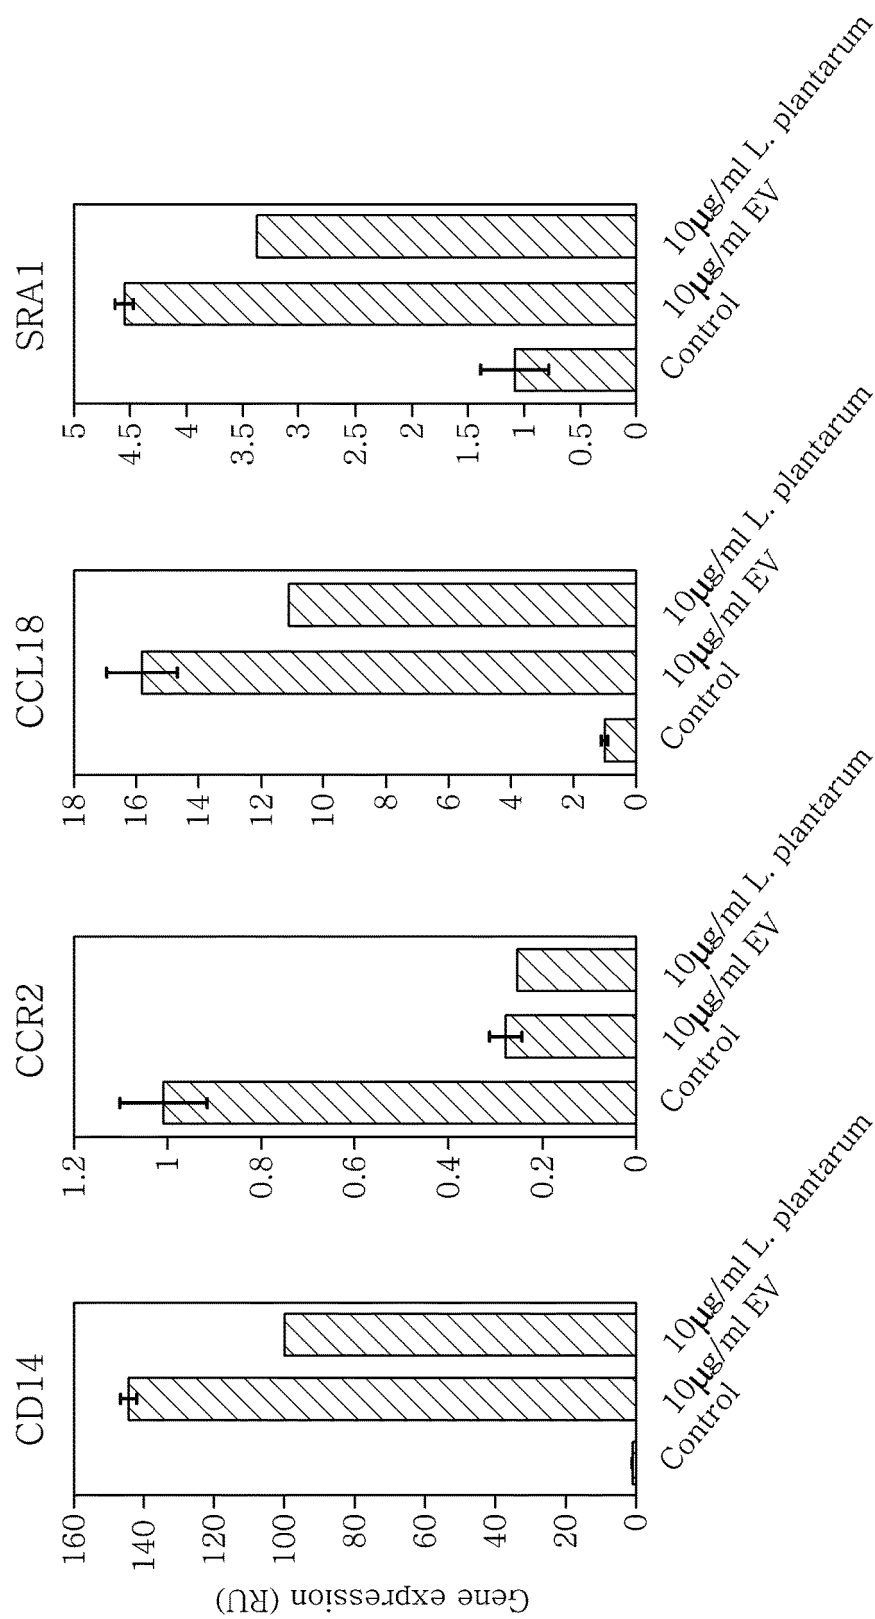 CD14
Gene expression (RU)
160
140
120
100
80
60
40
20
0
Control
10µg/ml EV
10µg/ml L. plantarum
CCR2
1.2
1
0.8
0.6
0.4
0.2
0
Control
10µg/ml EV
10µg/ml L. plantarum
CCL18
18
16
14
12
10
8
6
4
2
0
Control
10µg/ml EV
10µg/ml L. plantarum
SRA1
5
4.5
4
3.5
3
2.5
2
1.5
1
0.5
0
Control
10µg/ml EV
10µg/ml L. plantarum